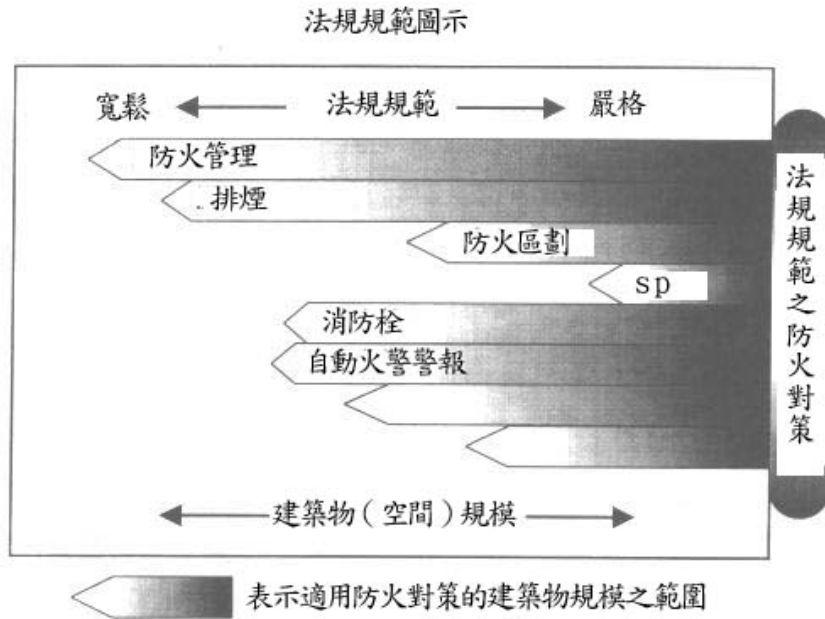 法規規範圖示
寬鬆 法規規範 嚴格
防火管理
排煙
防火區劃
sp
消防栓
自動火警警報
建築物(空間)規模
法規規範之防火對策
表示適用防火對策的建築物規模之範圍